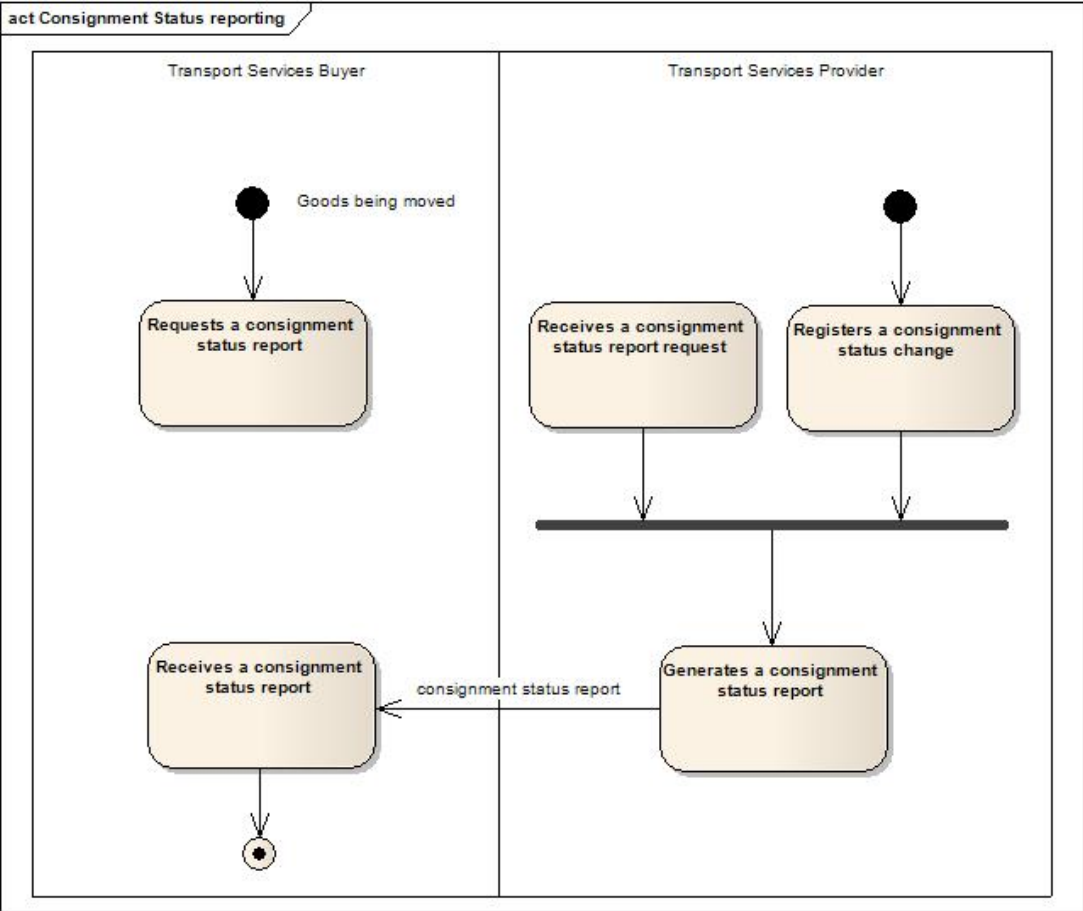 act Consignment Status reporting
Transport Services Buyer
Transport Services Provider
Goods being moved
Requests a consignment
status report
Receives a consignment
status report request
Registers a consignment
status change
Receives a consignment
status report
consignment status report
Generates a consignment
status report